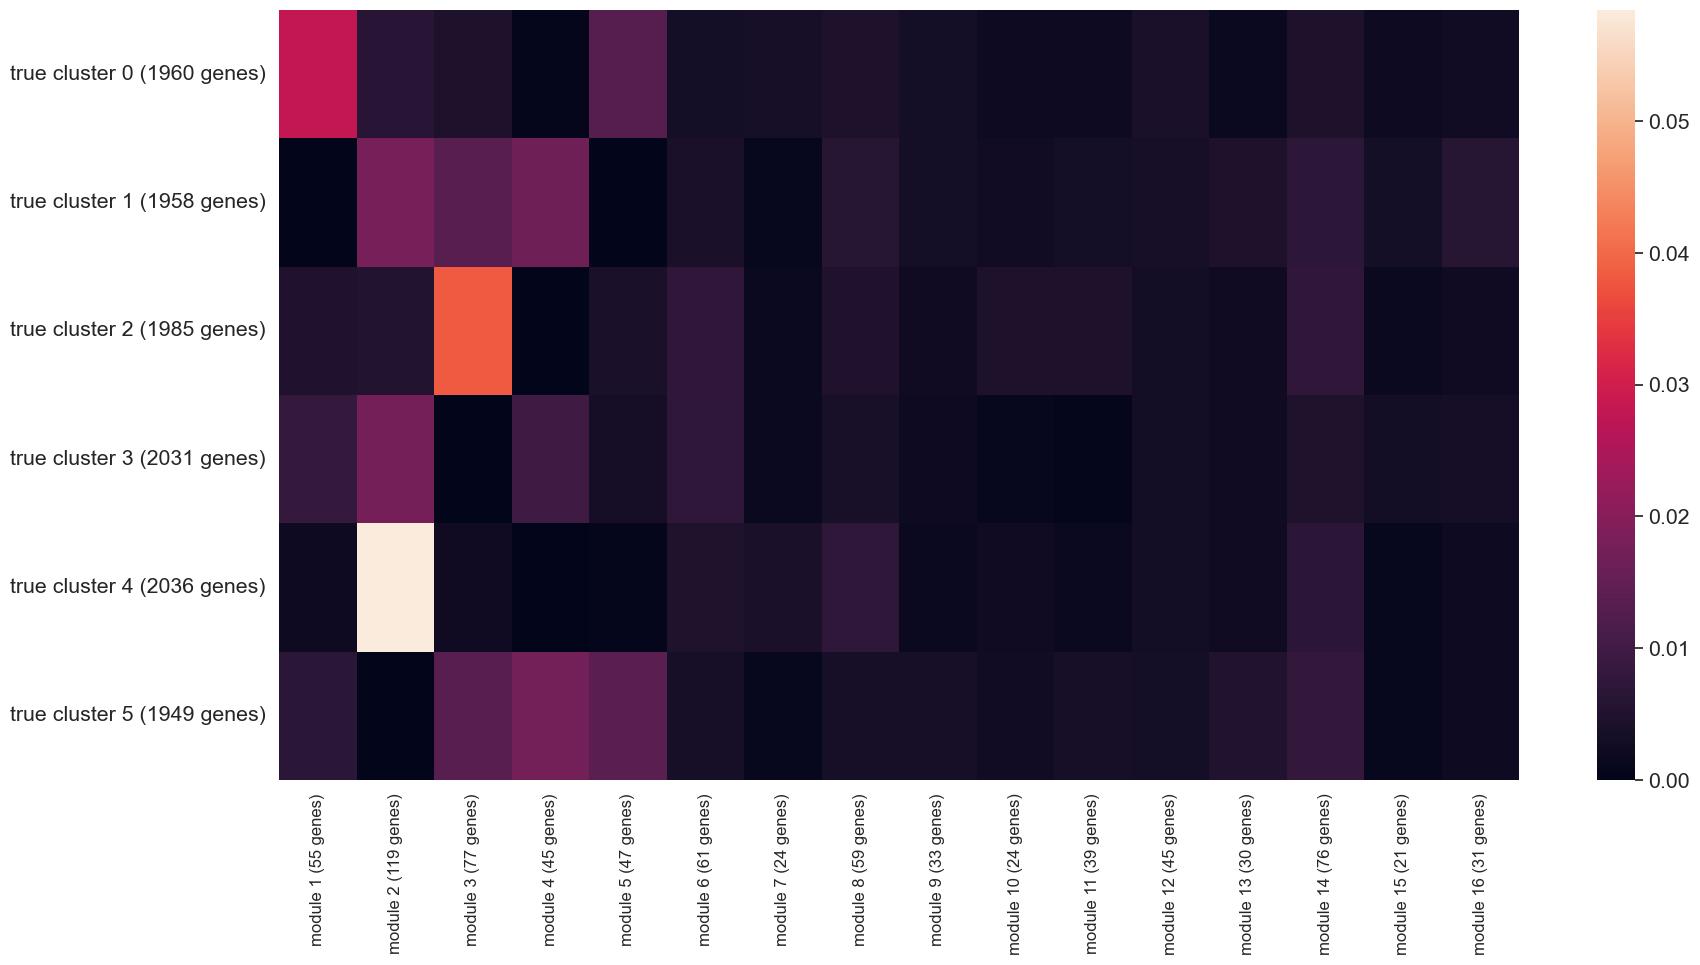 true cluster 0 (1960 genes)
true cluster 1 (1958 genes)
true cluster 2 (1985 genes)
true cluster 3 (2031 genes)
true cluster 4 (2036 genes)
true cluster 5 (1949 genes)
module 1 (55 genes)
module 2 (119 genes)
module 3 (77 genes)
module 4 (45 genes)
module 5 (47 genes)
module 6 (61 genes)
module 7 (24 genes)
module 8 (59 genes)
module 9 (33 genes)
module 10 (24 genes)
module 11 (39 genes)
module 12 (45 genes)
module 13 (30 genes)
module 14 (76 genes)
module 15 (21 genes)
module 16 (31 genes)
0.05
0.04
0.03
0.02
0.01
0.00